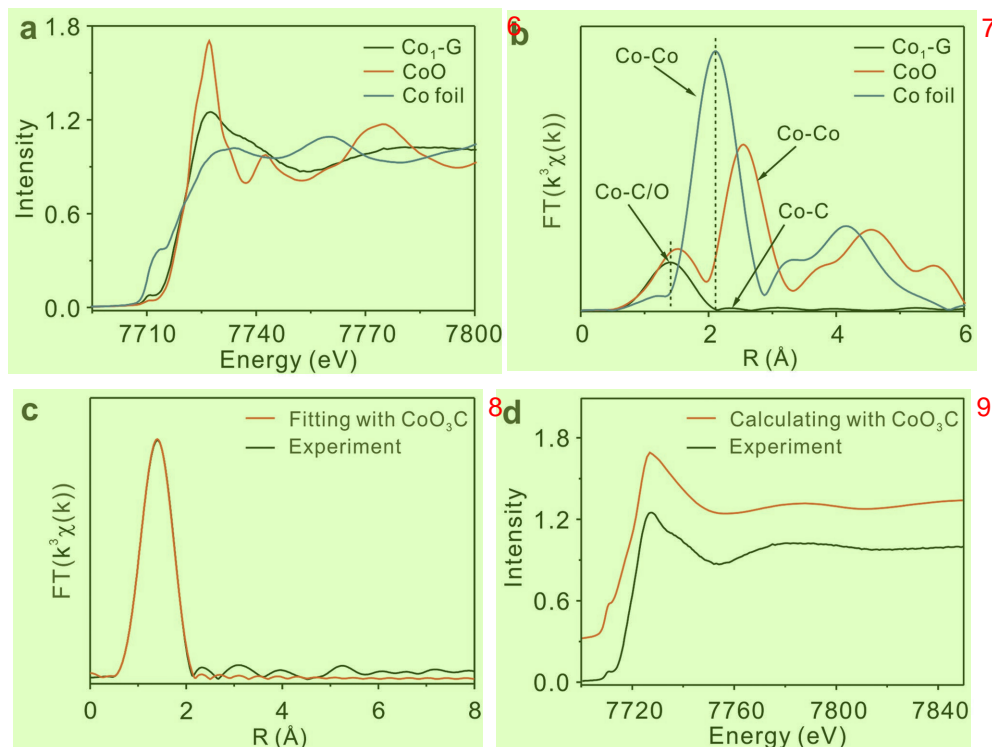 a
1.8
1.2
0.6
0.0
Intensity
Co₁-G
CoO
Co foil
7710
7740
7770
7800
Energy (eV)
6
b
7
FT(k³χ(k))
Co-Co
Co-C/O
Co-Co
Co-C
Co₁-G
CoO
Co foil
0
2
4
6
R (Å)
c
8
FT(k³χ(k))
Fitting with CoO₃C
Experiment
0
2
4
6
8
R (Å)
d
9
1.8
1.2
0.6
0.0
Intensity
Calculating with CoO₃C
Experiment
7720
7760
7800
7840
Energy (eV)